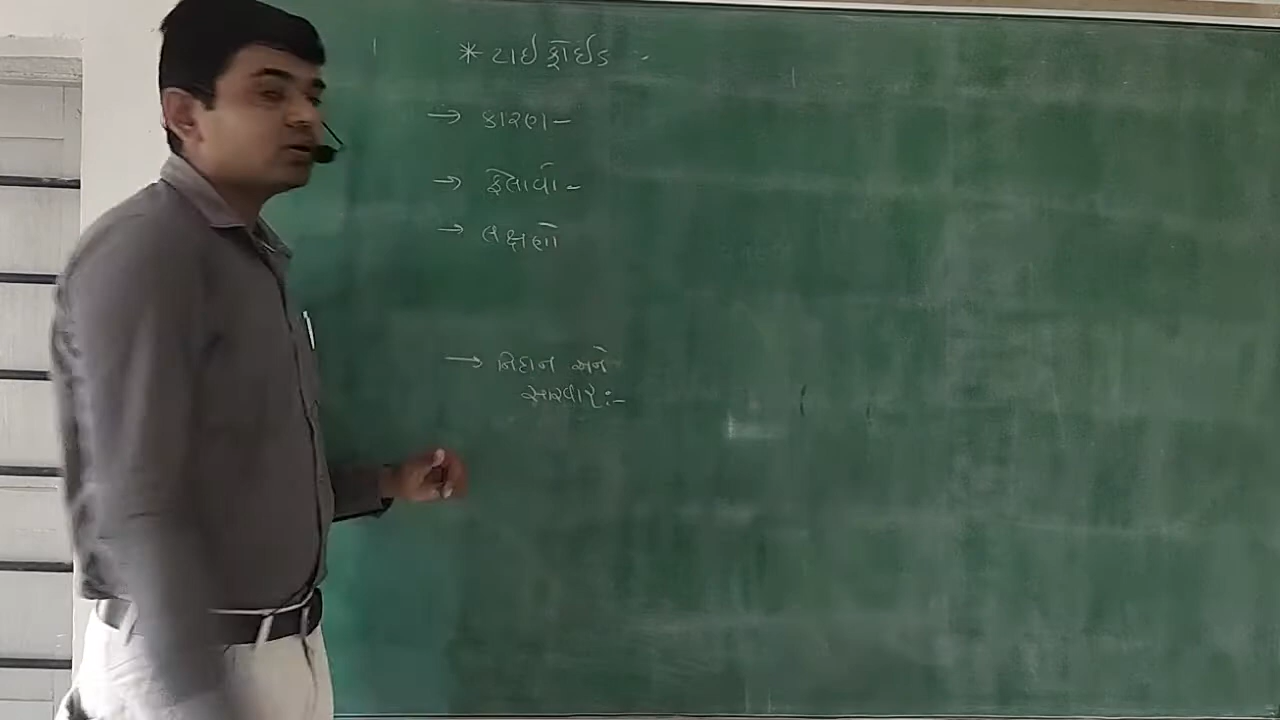 * ટાઈફોઈડ :
→ કારણ -
→ ફેલાવો -
→ લક્ષણો
→ નિદાન અને
સારવાર :-